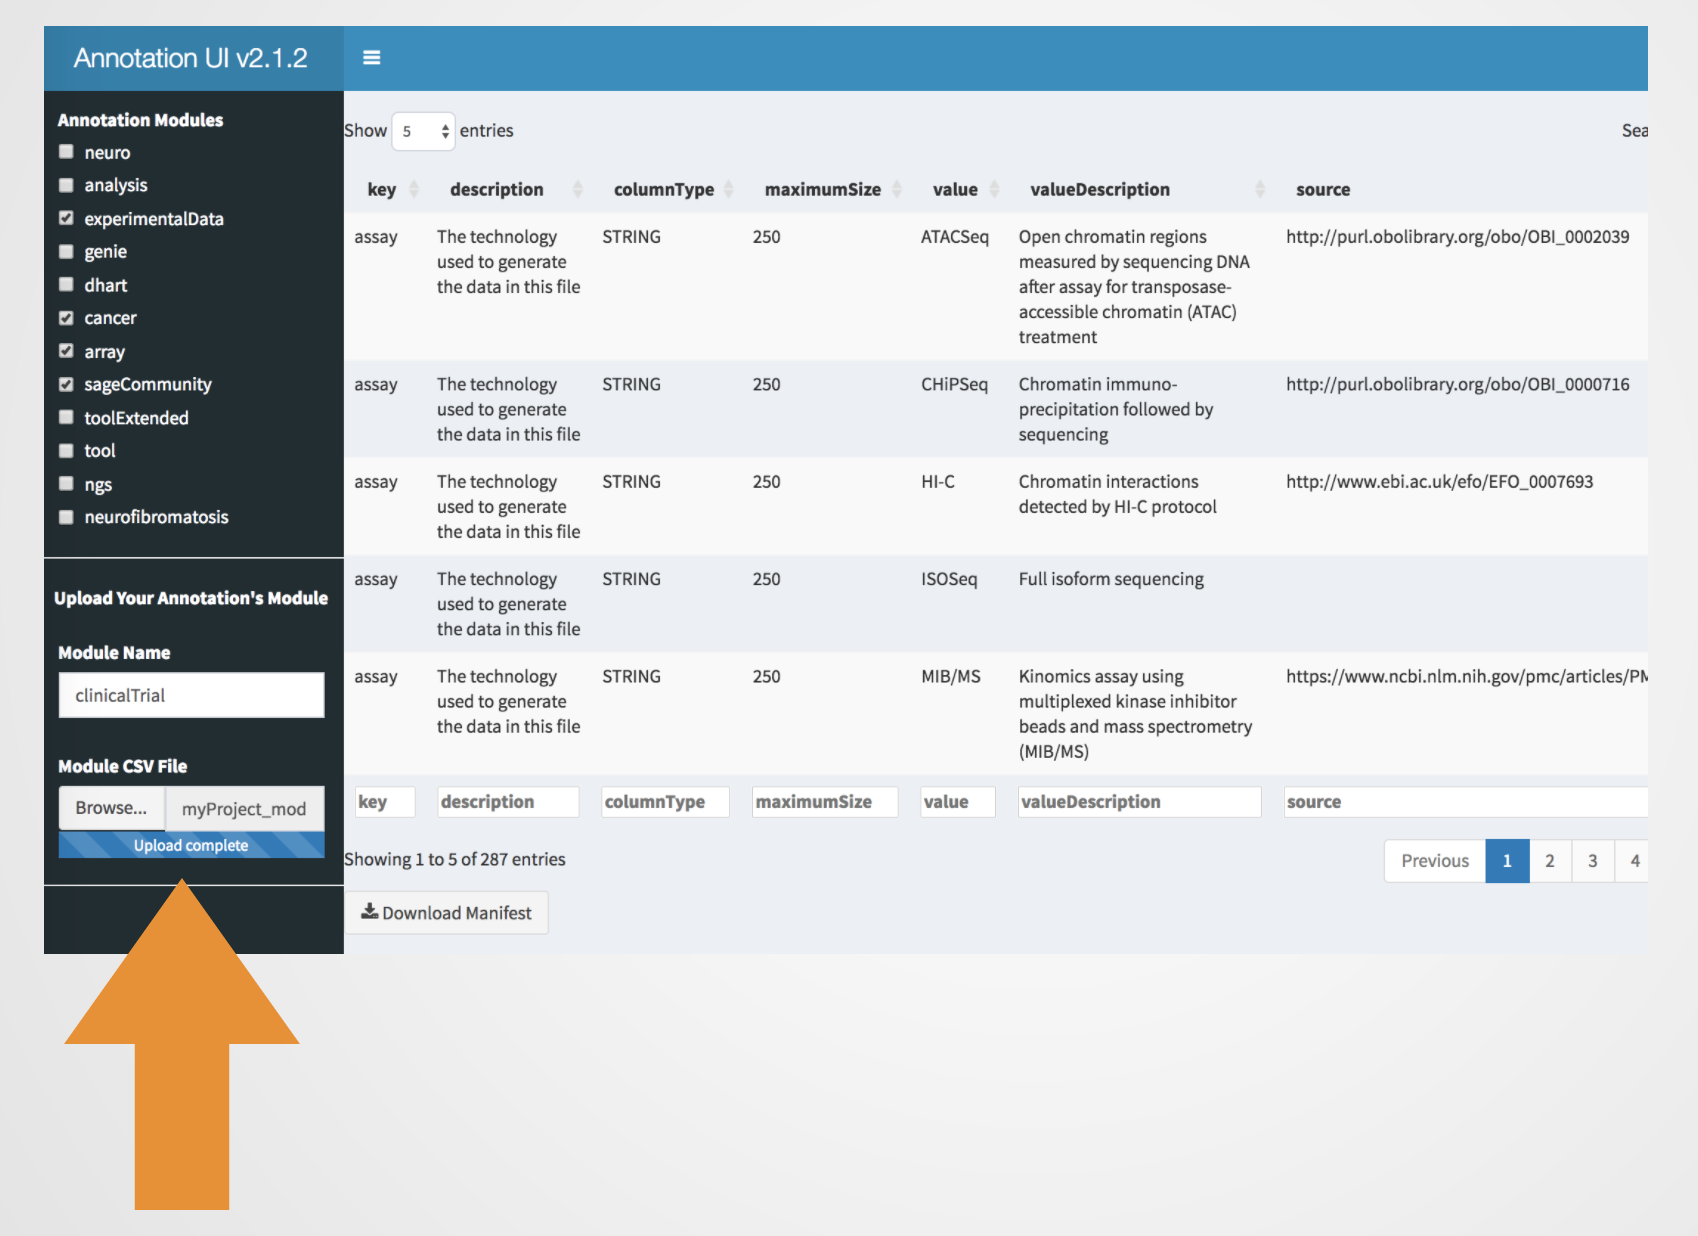 Annotation UI v2.1.2
Annotation Modules
neuro
analysis
experimentalData
genie
dhart
cancer
array
sageCommunity
toolExtended
tool
ngs
neurofibromatosis
Upload Your Annotation's Module
Module Name
clinicalTrial
Module CSV File
Browse... myProject_mod
Upload complete
Show 5 entries
Sea
key description columnType maximumSize value valueDescription source
assay The technology STRING 250 ATACSeq Open chromatin regions http://purl.obolibrary.org/obo/OBI_0002039
used to generate measured by sequencing DNA
the data in this file after assay for transposase-
accessible chromatin (ATAC)
treatment
assay The technology STRING 250 CHiPSeq Chromatin immuno- http://purl.obolibrary.org/obo/OBI_0000716
used to generate precipitation followed by
the data in this file sequencing
assay The technology STRING 250 HI-C Chromatin interactions http://www.ebi.ac.uk/efo/EFO_0007693
used to generate detected by HI-C protocol
the data in this file
assay The technology STRING 250 ISOSeq Full isoform sequencing
used to generate
the data in this file
assay The technology STRING 250 MIB/MS Kinomics assay using https://www.ncbi.nlm.nih.gov/pmc/articles/PM
used to generate multiplexed kinase inhibitor
the data in this file beads and mass spectrometry
(MIB/MS)
key description columnType maximumSize value valueDescription source
Showing 1 to 5 of 287 entries
Previous 1 2 3 4
Download Manifest